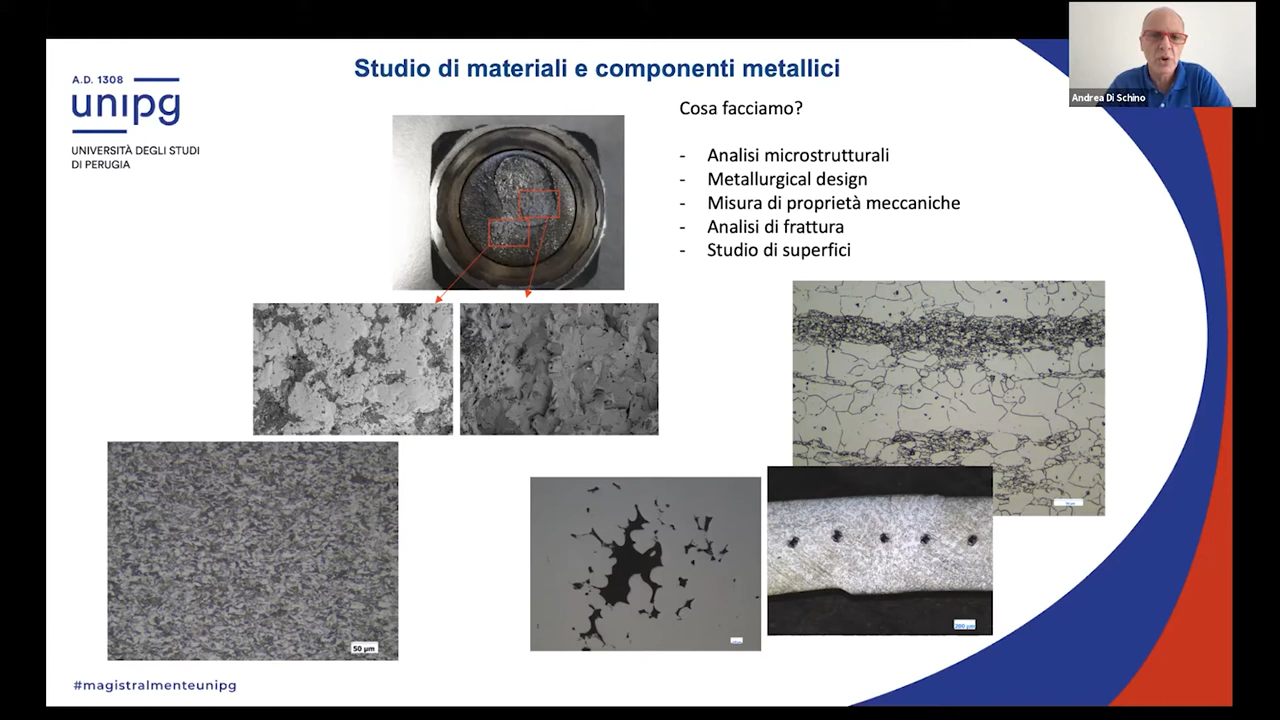 Studio di materiali e componenti metallici
A.D. 1308
unipg
UNIVERSITÀ DEGLI STUDI
DI PERUGIA
Andrea Di Schino
Cosa facciamo?
- Analisi microstrutturali
- Metallurgical design
- Misura di proprietà meccaniche
- Analisi di frattura
- Studio di superfici
50 µm
200 µm
#magistralmenteunipg